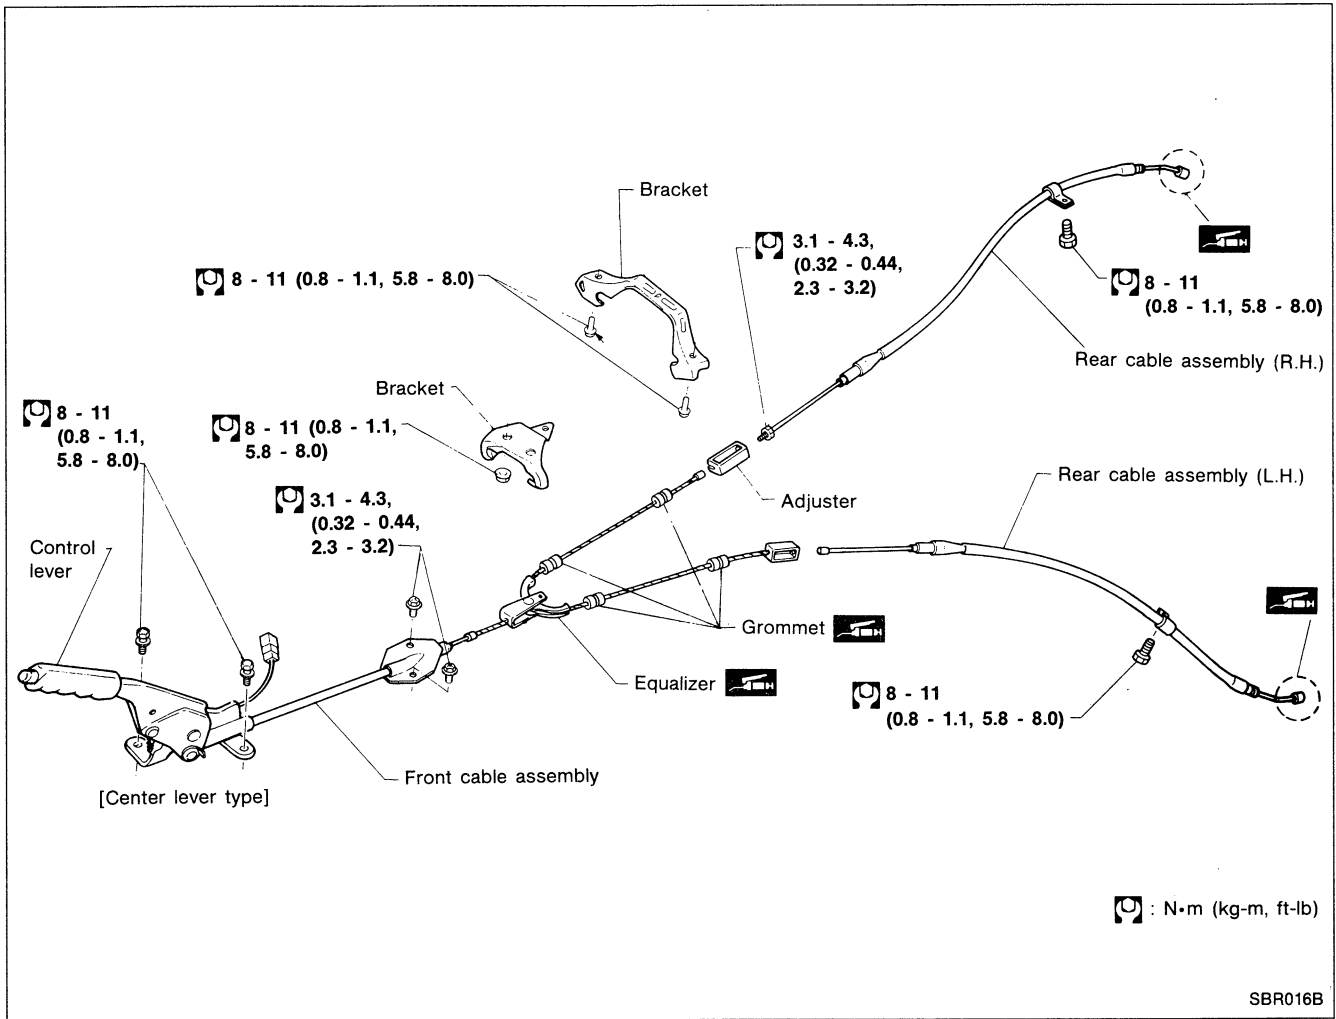 Bracket
3.1 - 4.3,
(0.32 - 0.44,
2.3 - 3.2)
8 - 11 (0.8 - 1.1, 5.8 - 8.0)
8 - 11
(0.8 - 1.1, 5.8 - 8.0)
Rear cable assembly (R.H.)
Bracket
8 - 11
(0.8 - 1.1,
5.8 - 8.0)
8 - 11 (0.8 - 1.1,
5.8 - 8.0)
Rear cable assembly (L.H.)
Adjuster
3.1 - 4.3,
(0.32 - 0.44,
2.3 - 3.2)
Control
lever
Grommet
Equalizer
8 - 11
(0.8 - 1.1, 5.8 - 8.0)
Front cable assembly
[Center lever type]
: N•m (kg-m, ft-lb)
SBR016B